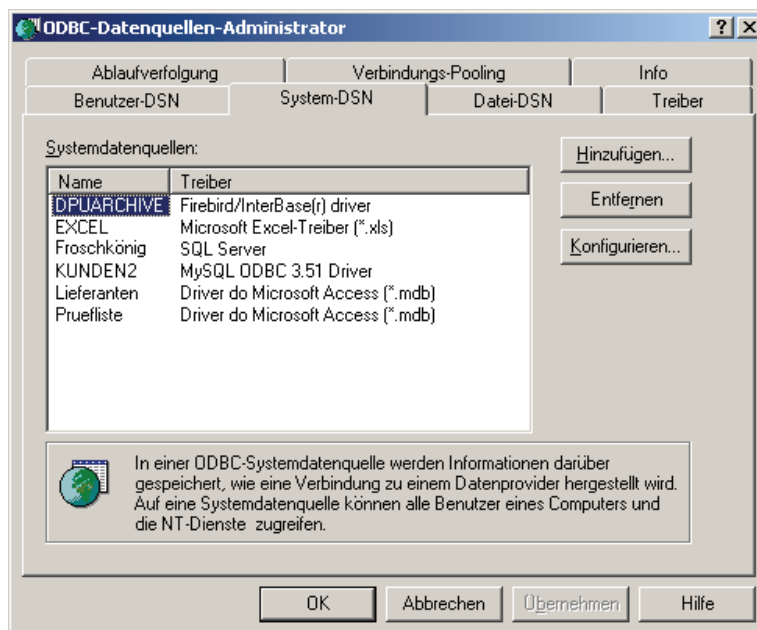 ODBC-Datenquellen-Administrator
Ablaufverfolgung Verbindungs-Pooling Info
Benutzer-DSN System-DSN Datei-DSN Treiber
Systemdatenquellen:
Name Treiber
DPUARCHIVE Firebird/InterBase(r) driver
EXCEL Microsoft Excel-Treiber (*.xls)
Froschkönig SQL Server
KUNDEN2 MySQL ODBC 3.51 Driver
Lieferanten Driver do Microsoft Access (*.mdb)
Pruefliste Driver do Microsoft Access (*.mdb)
Hinzufügen...
Entfernen
Konfigurieren...
In einer ODBC-Systemdatenquelle werden Informationen darüber
gespeichert, wie eine Verbindung zu einem Datenprovider hergestellt wird.
Auf eine Systemdatenquelle können alle Benutzer eines Computers und
die NT-Dienste zugreifen.
OK Abbrechen Übernehmen Hilfe